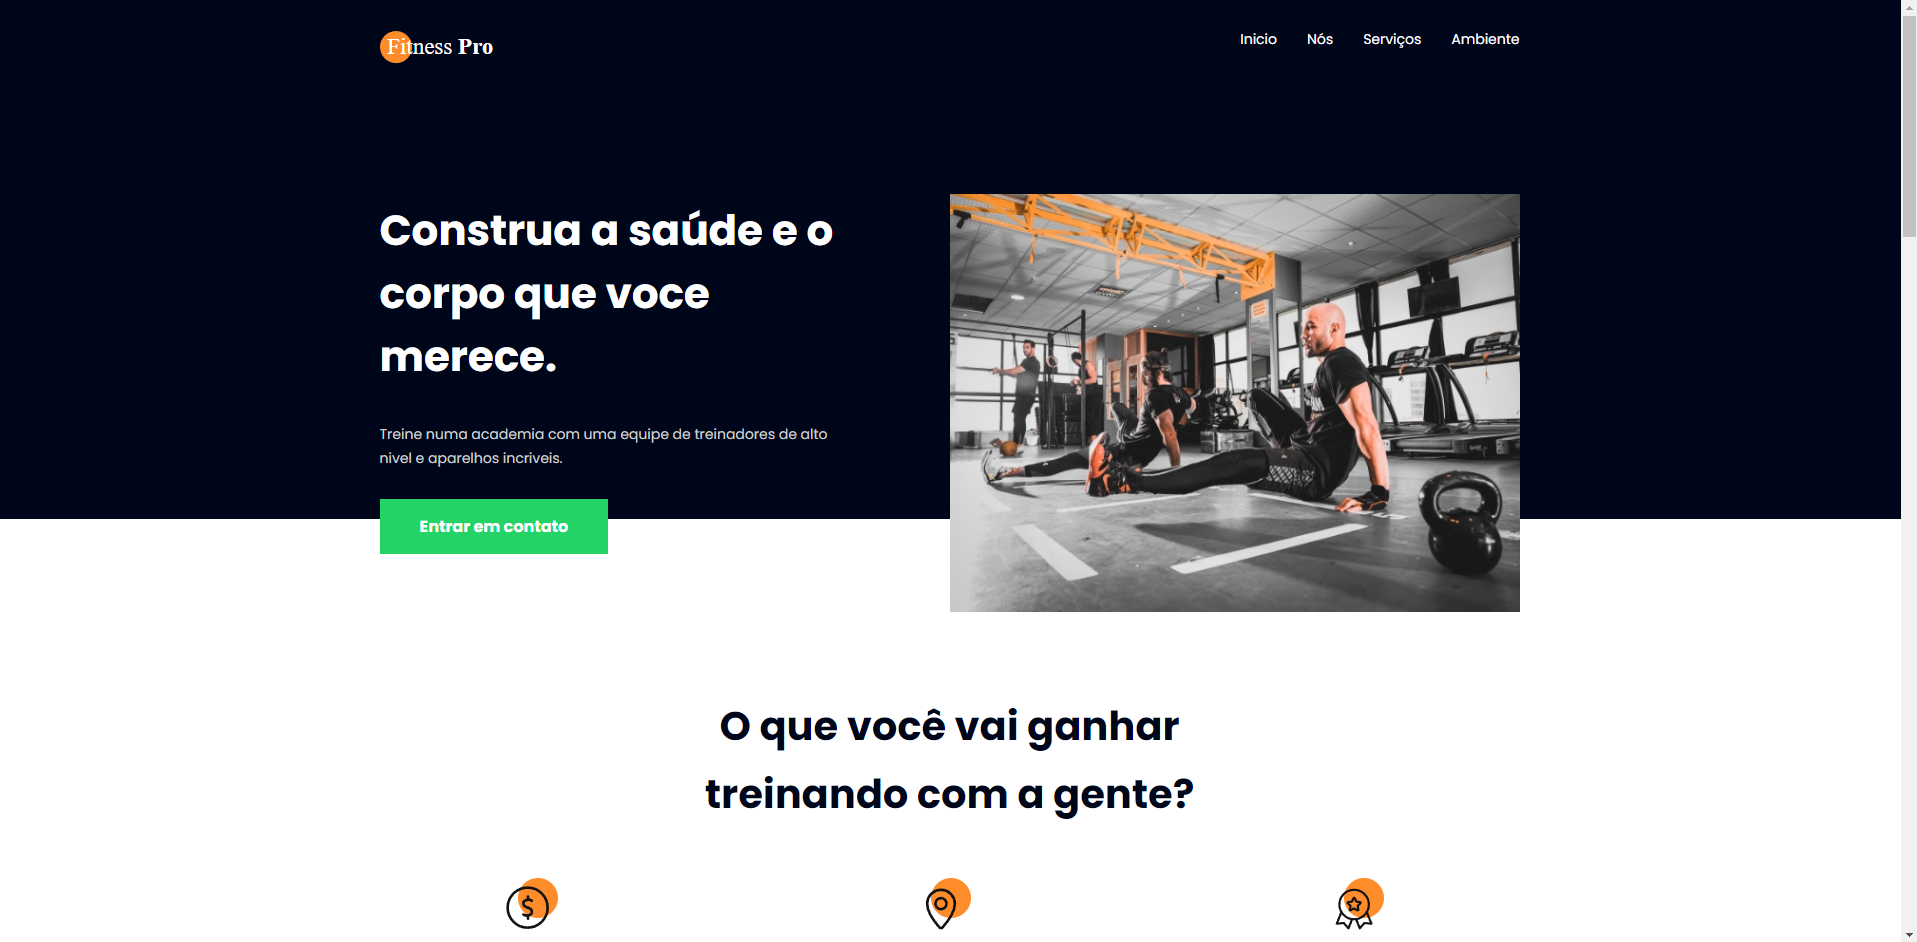 Fitness Pro
Inicio
Nós
Serviços
Ambiente
Construa a saúde e o
corpo que voce
merece.
Treine numa academia com uma equipe de treinadores de alto
nivel e aparelhos incriveis.
Entrar em contato
O que você vai ganhar
treinando com a gente?